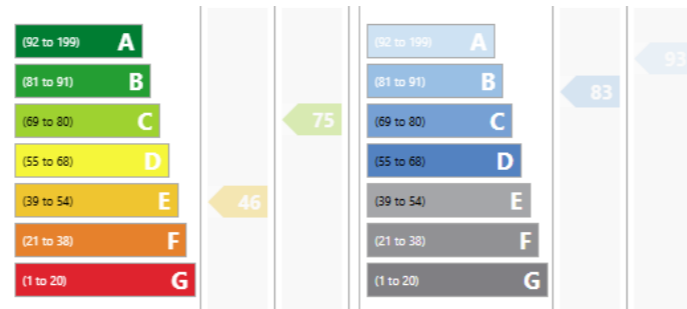 (92 to 199) A
(81 to 91) B
(69 to 80) C
75
(55 to 68) D
(39 to 54) E
46
(21 to 38) F
(1 to 20) G
(92 to 199) A
93
(81 to 91) B
83
(69 to 80) C
(55 to 68) D
(39 to 54) E
(21 to 38) F
(1 to 20) G